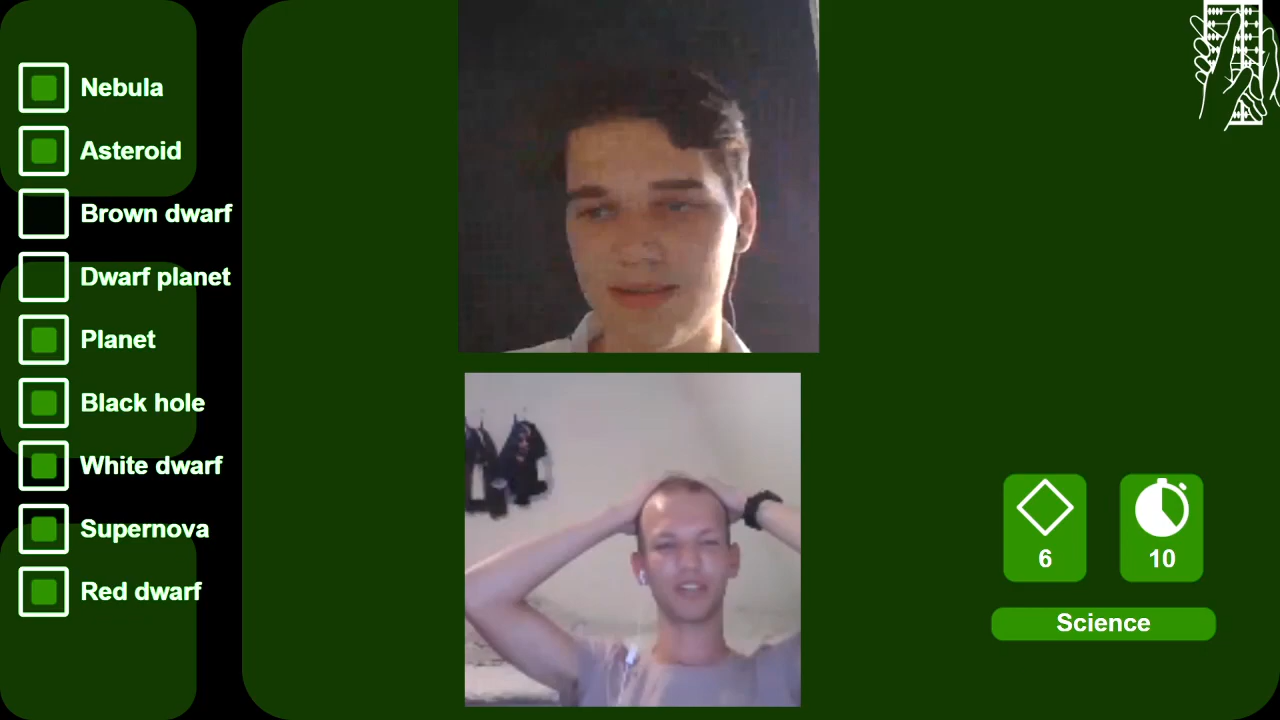 Nebula
Asteroid
Brown dwarf
Dwarf planet
Planet
Black hole
White dwarf
Supernova
Red dwarf
6
10
Science